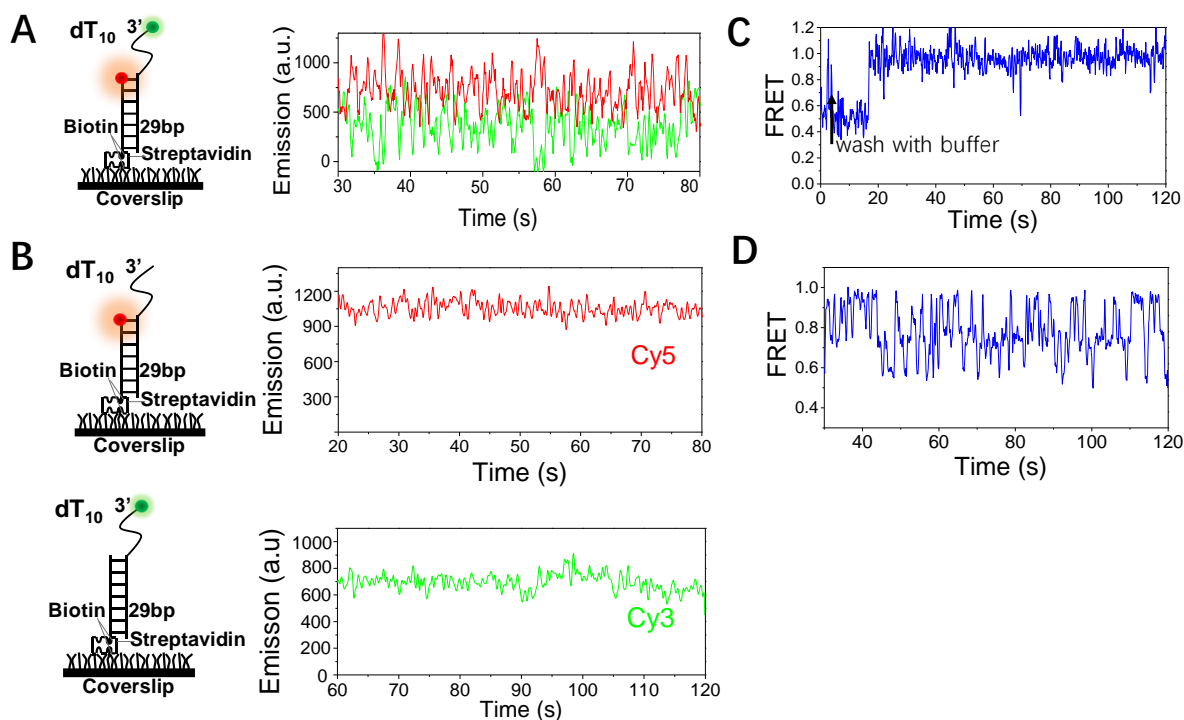 A
dT10
3’
Biotin
29bp
Streptavidin
Coverslip
Emission (a.u.)
1000
500
0
30 40 50 60 70 80
Time (s)
C
FRET
1.2
1.0
0.8
0.6
0.4
0.2
0.0
wash with buffer
0 20 40 60 80 100 120
Time (s)
B
dT10
3’
Biotin
29bp
Streptavidin
Coverslip
Emission (a.u.)
1200
900
600
300
Cy5
20 30 40 50 60 70 80
Time (s)
D
FRET
1.0
0.8
0.6
0.4
40 60 80 100 120
Time (s)
dT10
3’
Biotin
29bp
Streptavidin
Coverslip
Emisson (a.u)
1000
800
600
400
200
0
Cy3
60 70 80 90 100 110 120
Time (s)